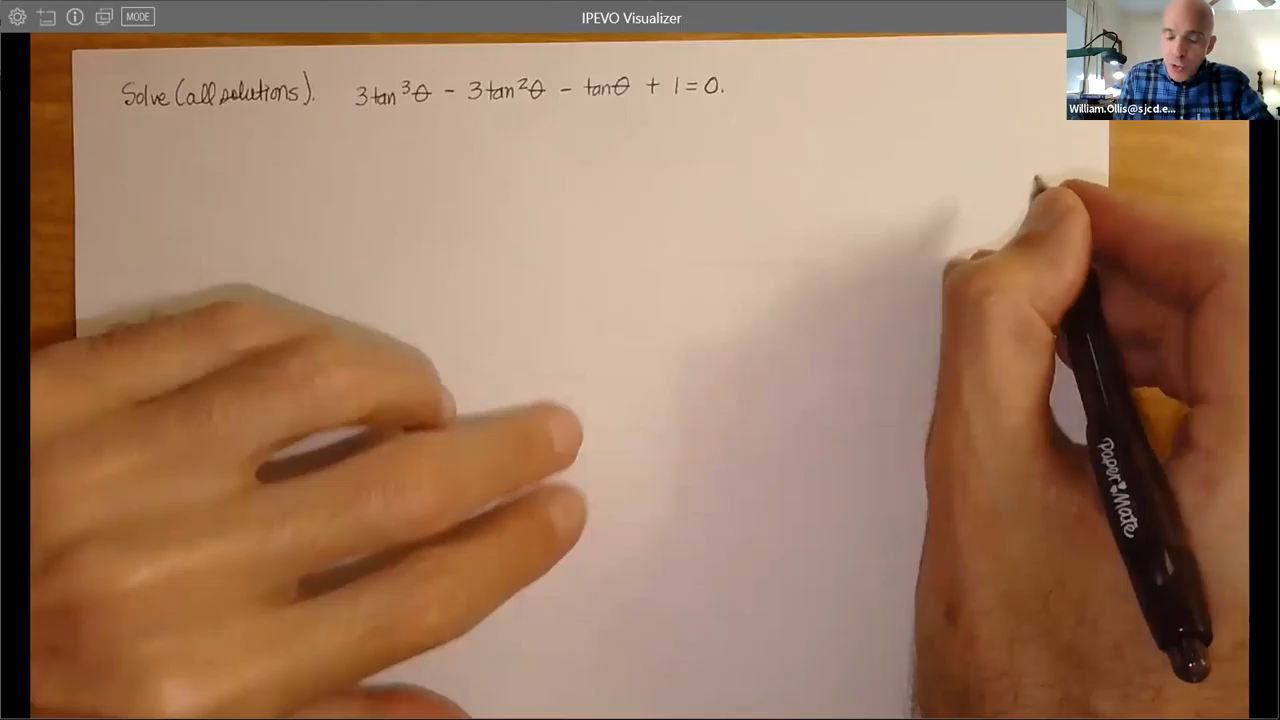 MODE
IPEVO Visualizer
William.Ollis@sjcd.e...
Solve (all solutions). 3tan³θ - 3tan²θ - tanθ + 1 = 0.
Paper Mate